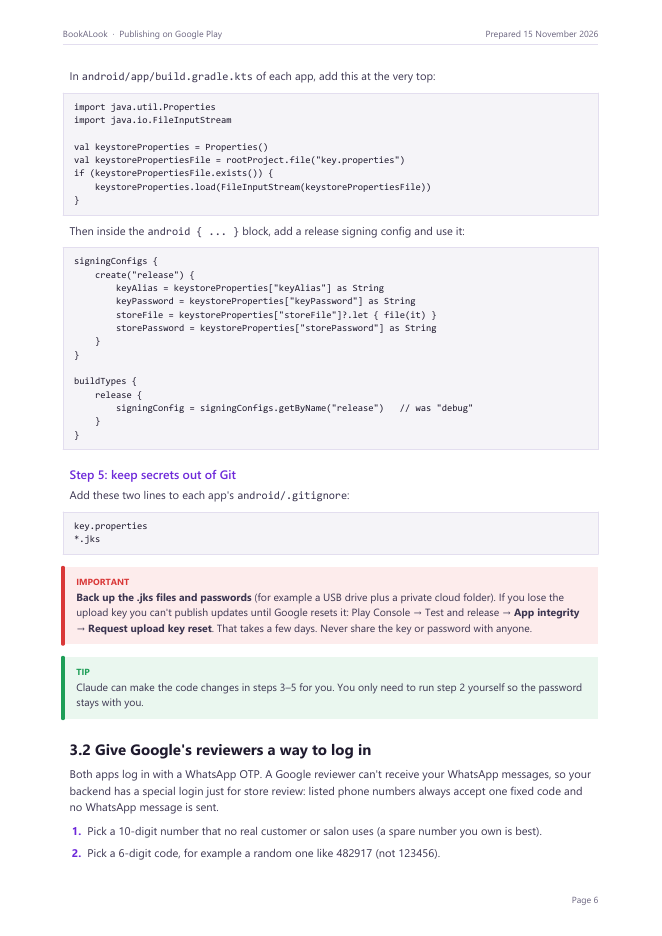 BookALook · Publishing on Google Play
Prepared 15 November 2026
In android/app/build.gradle.kts of each app, add this at the very top:
import java.util.Properties
import java.io.FileInputStream

val keystoreProperties = Properties()
val keystorePropertiesFile = rootProject.file("key.properties")
if (keystorePropertiesFile.exists()) {
    keystoreProperties.load(FileInputStream(keystorePropertiesFile))
}
Then inside the android { ... } block, add a release signing config and use it:
signingConfigs {
    create("release") {
        keyAlias = keystoreProperties["keyAlias"] as String
        keyPassword = keystoreProperties["keyPassword"] as String
        storeFile = keystoreProperties["storeFile"]?.let { file(it) }
        storePassword = keystoreProperties["storePassword"] as String
    }
}

buildTypes {
    release {
        signingConfig = signingConfigs.getByName("release")   // was "debug"
    }
}
Step 5: keep secrets out of Git
Add these two lines to each app's android/.gitignore:
key.properties
*.jks
IMPORTANT
Back up the .jks files and passwords (for example a USB drive plus a private cloud folder). If you lose the
upload key you can't publish updates until Google resets it: Play Console → Test and release → App integrity
→ Request upload key reset. That takes a few days. Never share the key or password with anyone.
TIP
Claude can make the code changes in steps 3–5 for you. You only need to run step 2 yourself so the password
stays with you.
3.2 Give Google's reviewers a way to log in
Both apps log in with a WhatsApp OTP. A Google reviewer can't receive your WhatsApp messages, so your
backend has a special login just for store review: listed phone numbers always accept one fixed code and
no WhatsApp message is sent.
1. Pick a 10-digit number that no real customer or salon uses (a spare number you own is best).
2. Pick a 6-digit code, for example a random one like 482917 (not 123456).
Page 6